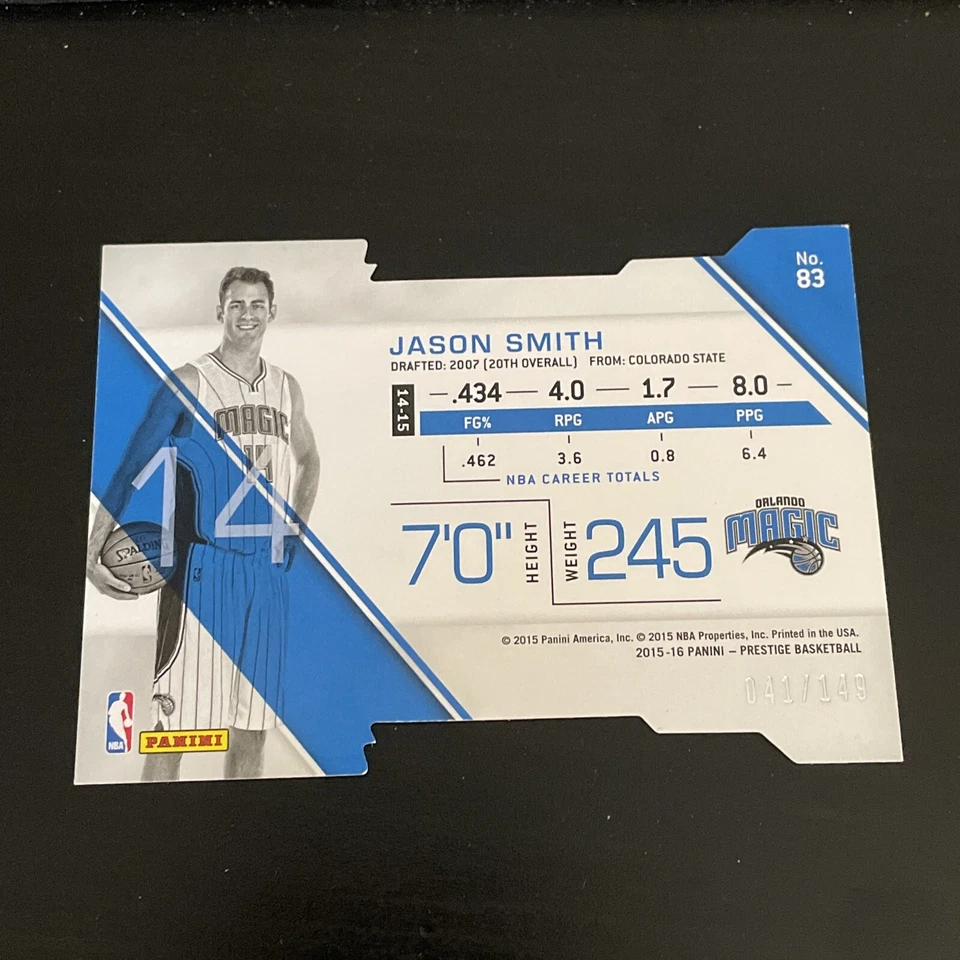 No.
83
JASON SMITH
DRAFTED: 2007 (20TH OVERALL) FROM: COLORADO STATE
14-15
.434 4.0 1.7 8.0
FG% RPG APG PPG
.462 3.6 0.8 6.4
NBA CAREER TOTALS
MAGIC
14
14
SPALDING
7'0" HEIGHT WEIGHT 245
ORLANDO
MAGIC
© 2015 Panini America, Inc. © 2015 NBA Properties, Inc. Printed in the USA.
2015-16 PANINI – PRESTIGE BASKETBALL
041/149
NBA
PANINI